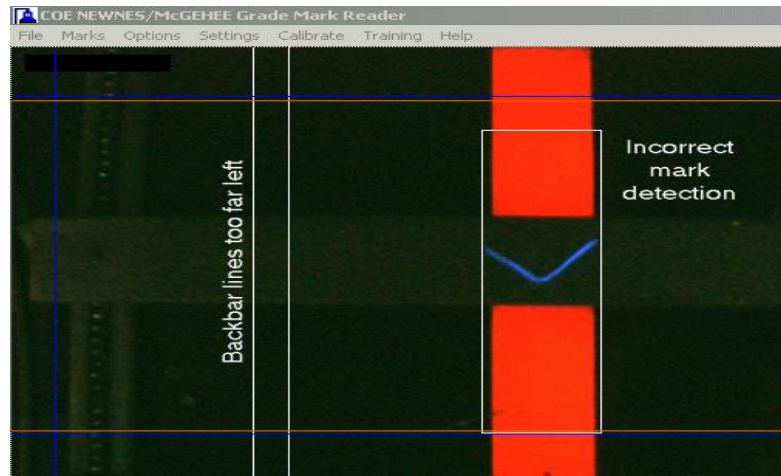 COE NEWNES/McGEHEE Grade Mark Reader
File Marks Options Settings Calibrate Training Help
Backbar lines too far left
Incorrect
mark
detection